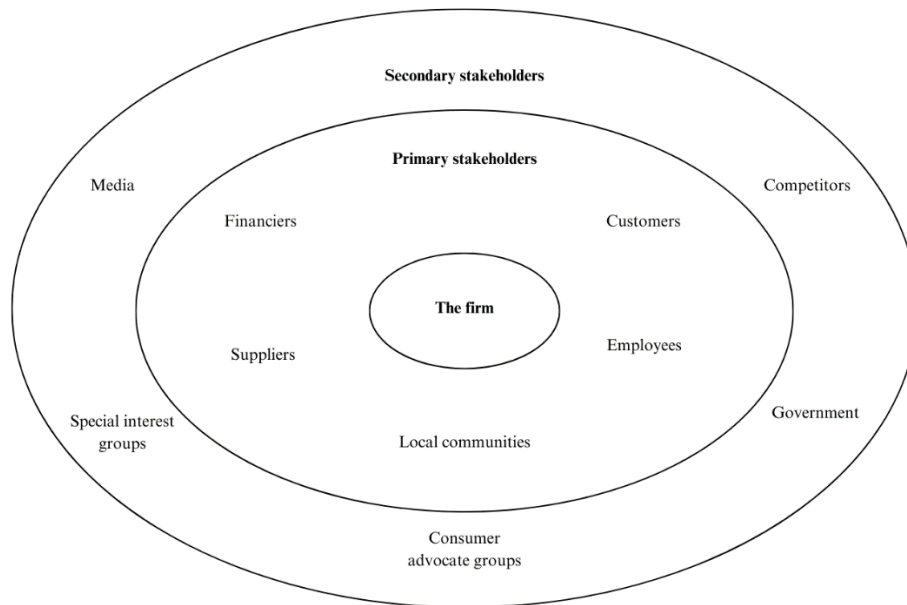 Secondary stakeholders
Primary stakeholders
Media
Competitors
Financiers
Customers
The firm
Suppliers
Employees
Special interest
groups
Government
Local communities
Consumer
advocate groups